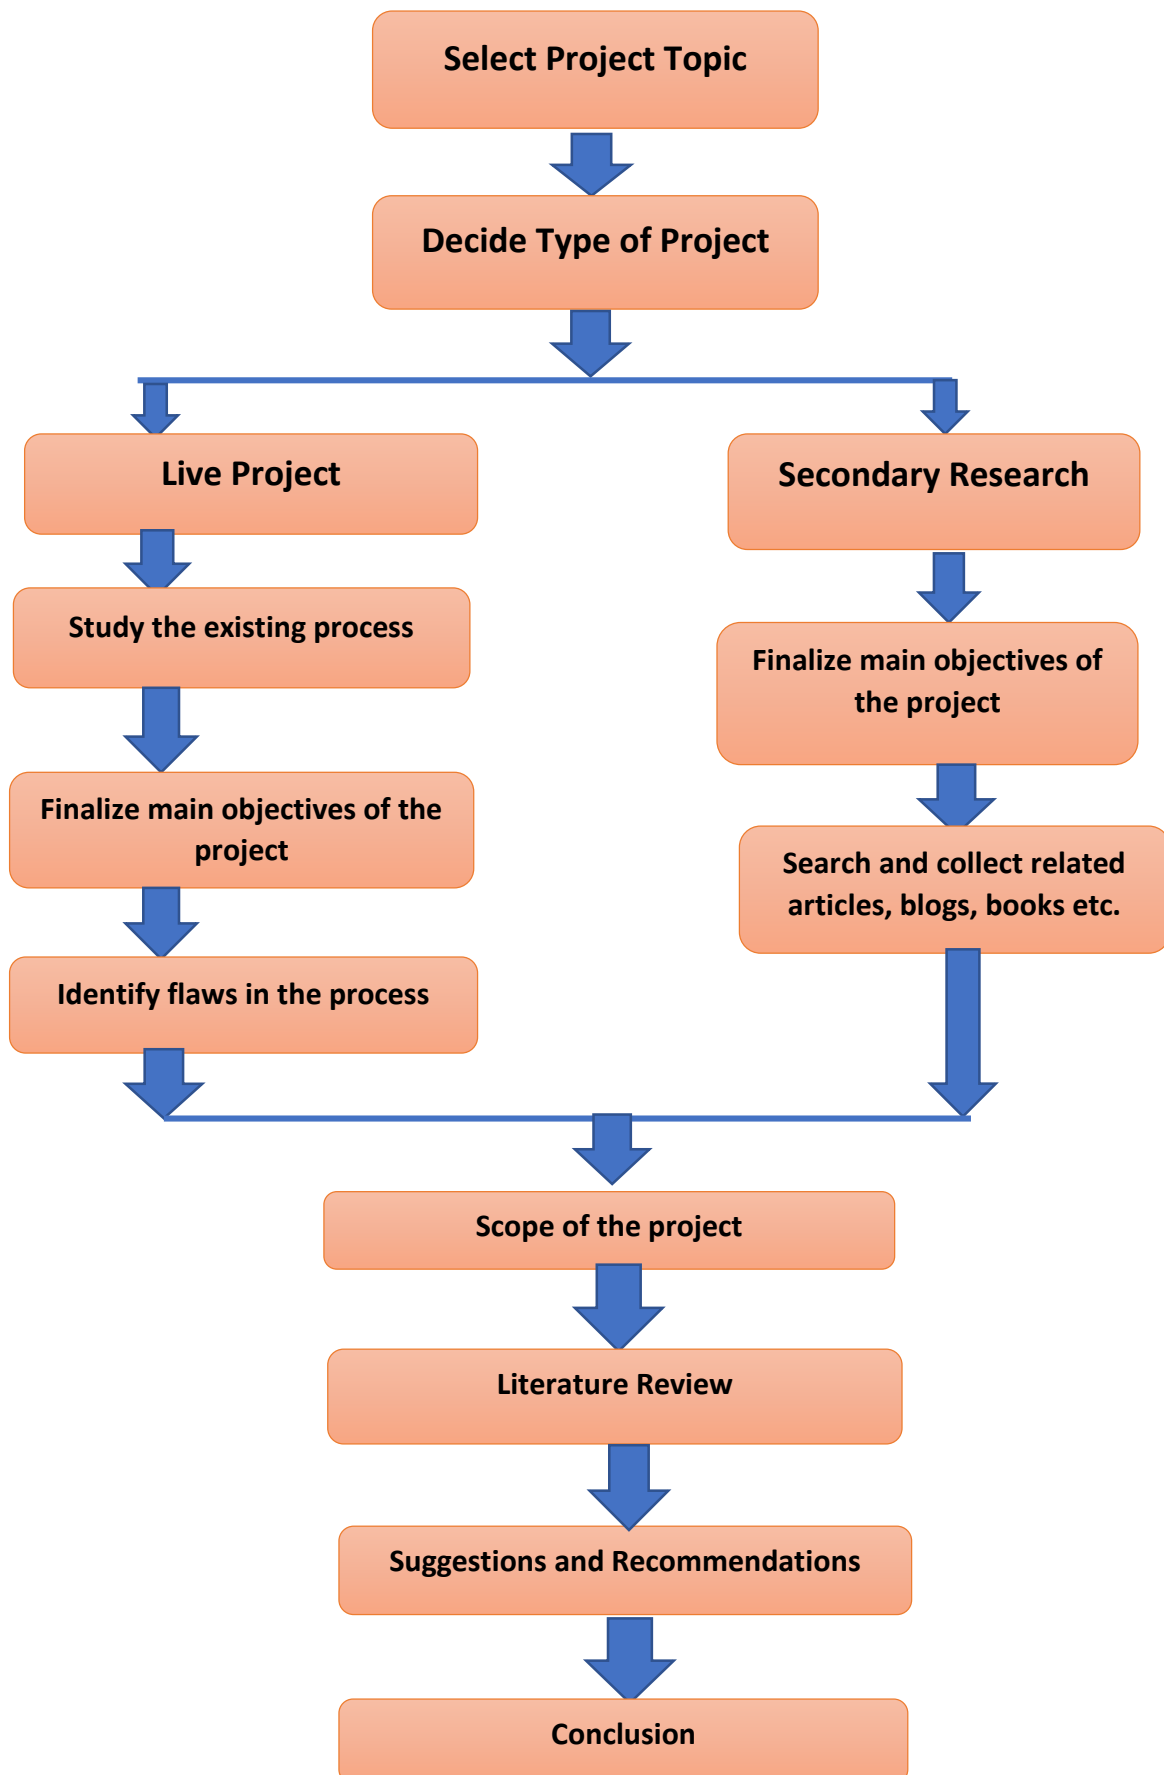 Select Project Topic
Decide Type of Project
Live Project
Secondary Research
Study the existing process
Finalize main objectives of
the project
Finalize main objectives of the
project
Search and collect related
articles, blogs, books etc.
Identify flaws in the process
Scope of the project
Literature Review
Suggestions and Recommendations
Conclusion